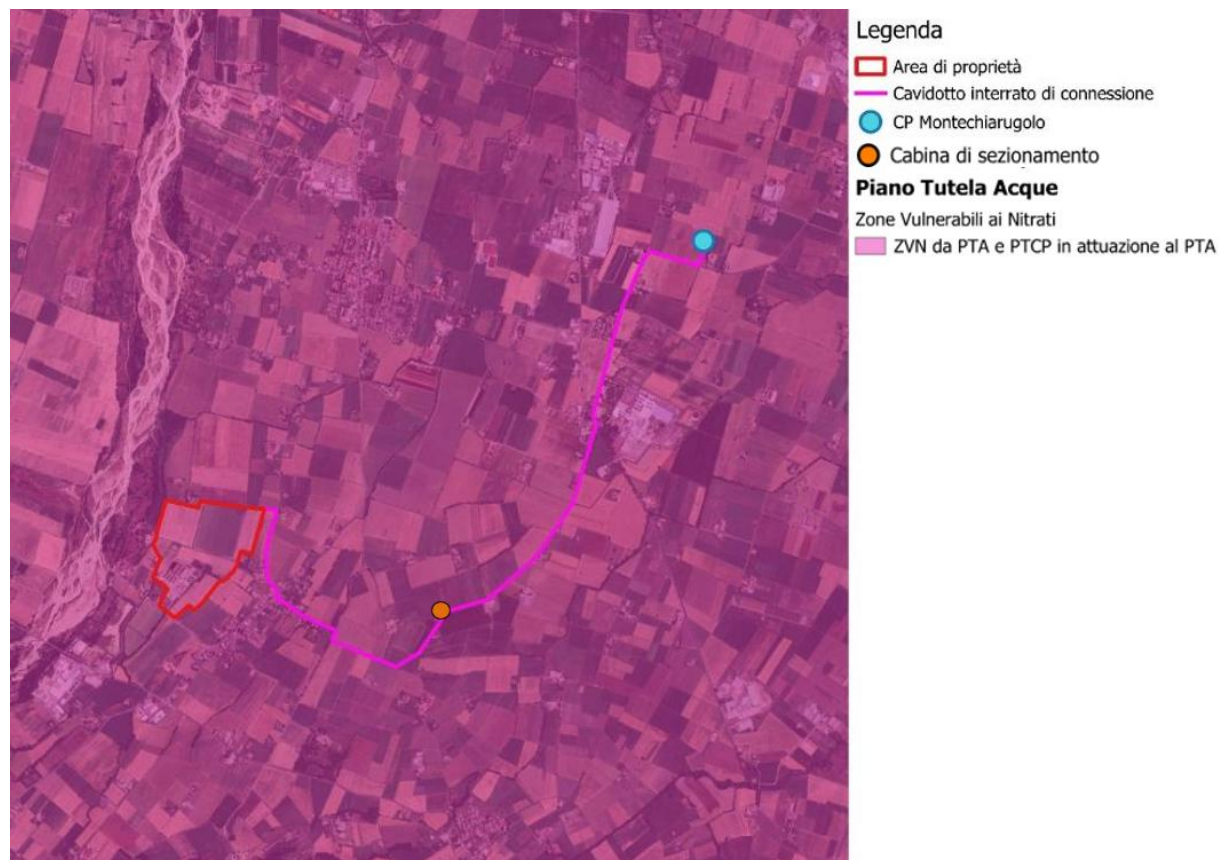 Legenda
Area di proprietà
Cavidotto interrato di connessione
CP Montechiarugolo
Cabina di sezionamento
Piano Tutela Acque
Zone Vulnerabili ai Nitrati
ZVN da PTA e PTCP in attuazione al PTA